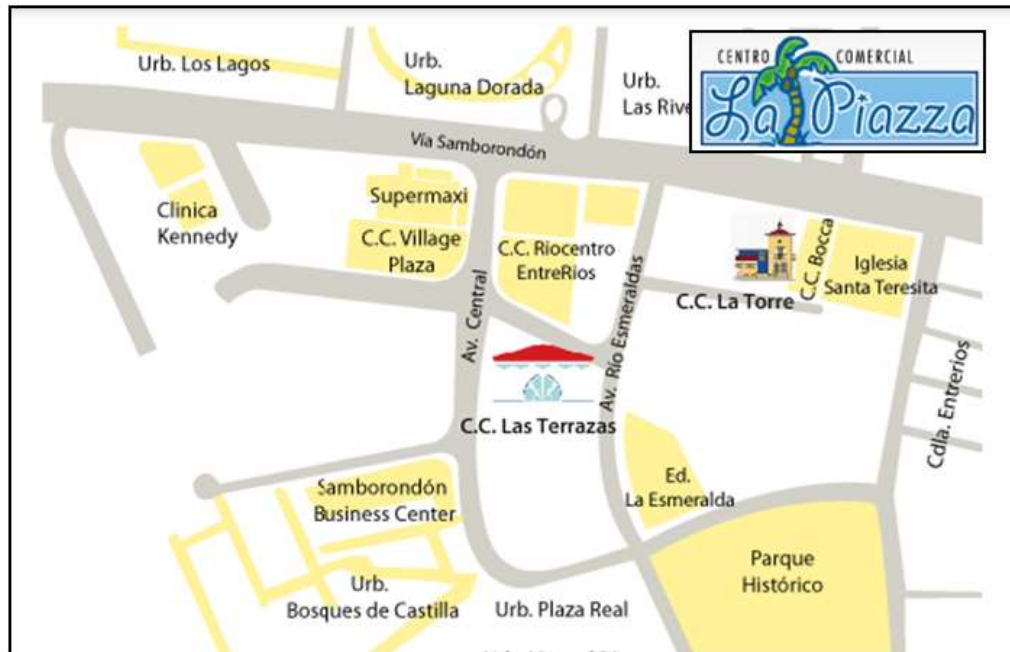 Urb. Los Lagos
Urb.
Laguna Dorada
Urb.
Las
CENTRO COMERCIAL
La Piazza
Vía Samborondón
Clinica
Kennedy
Supermaxi
C.C. Village
Plaza
Av. Central
C.C. Riocentro
EntreRios
Av. Río Esmeraldas
C.C. La Torre
C.C. Bocca
Iglesia
Santa Teresita
Cdla. Entrerios
C.C. Las Terrazas
Samborondón
Business Center
Ed.
La Esmeralda
Parque
Histórico
Urb.
Bosques de Castilla
Urb. Plaza Real